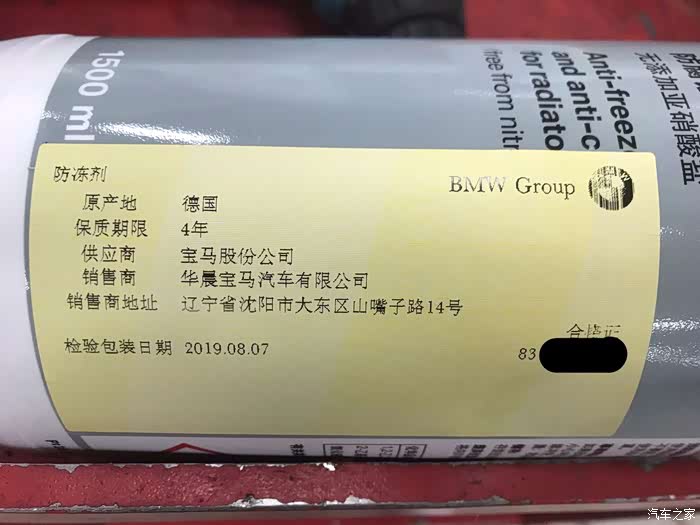 1500 ml
Anti-freeze
and anti-c
for radiato
free from nitr
无添加亚硝酸盐
防冻剂
BMW Group
原产地 德国
保质期限 4年
供应商 宝马股份公司
销售商 华晨宝马汽车有限公司
销售商地址 辽宁省沈阳市大东区山嘴子路14号
合格证
检验包装日期 2019.08.07
83
汽车之家